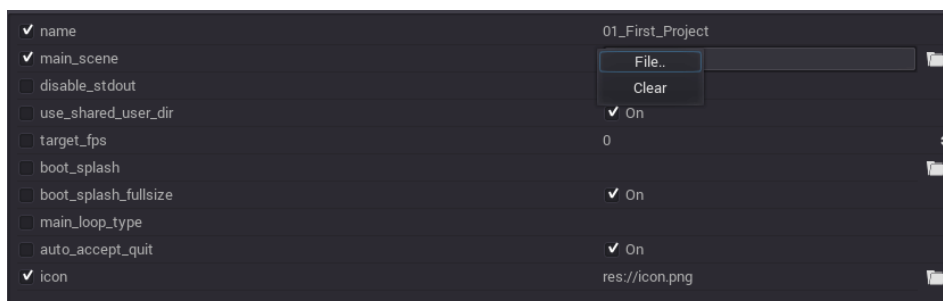 name 01_First_Project
main_scene File..
disable_stdout Clear
use_shared_user_dir On
target_fps 0
boot_splash
boot_splash_fullsize On
main_loop_type
auto_accept_quit On
icon res://icon.png